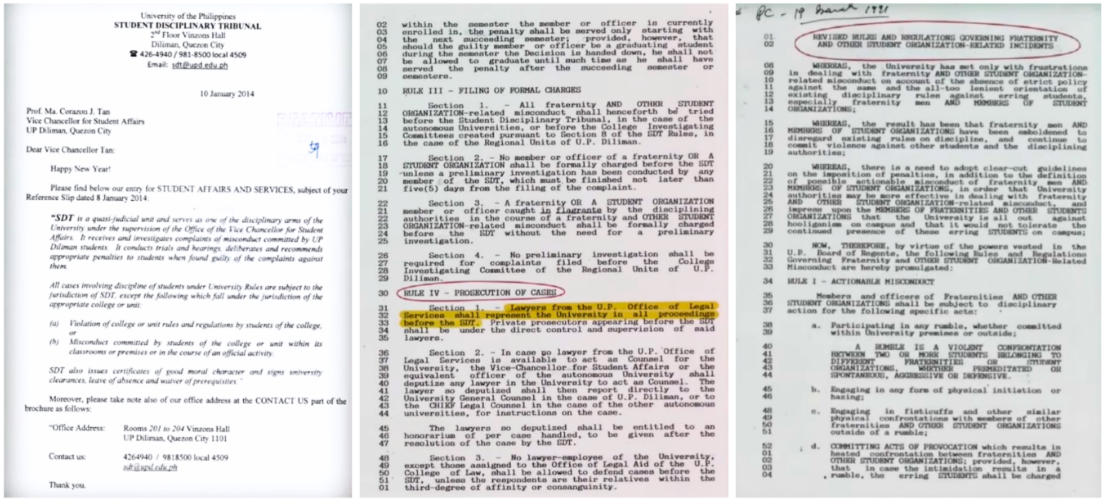 University of the Philippines
STUDENT DISCIPLINARY TRIBUNAL
2nd Floor Vinzons Hall
Diliman, Quezon City
☎ 426-4940 / 981-8500 local 4509
Email: sdt@upd.edu.ph
10 January 2014
Prof. Ma. Corazon J. Tan
Vice Chancellor for Student Affairs
UP Diliman, Quezon City
Dear Vice Chancellor Tan:
Happy New Year!
Please find below our entry for STUDENT AFFAIRS AND SERVICES, subject of your
Reference Slip dated 8 January 2014:
"SDT is a quasi-judicial unit and serves as one of the disciplinary arms of the
University under the supervision of the Office of the Vice Chancellor for Student
Affairs. It receives and investigates complaints of misconduct committed by UP
Diliman students. It conducts trials and hearings, deliberates and recommends
appropriate penalties to students when found guilty of the complaints against
them.
All cases involving discipline of students under University Rules are subject to the
jurisdiction of SDT, except the following which fall under the jurisdiction of the
appropriate college or unit:
(a) Violation of college or unit rules and regulations by students of the college,
or
(b) Misconduct committed by students of the college or unit within its
classrooms or premises or in the course of an official activity.
SDT also issues certificates of good moral character and signs university
clearances, leave of absence and waiver of prerequisites."
Moreover, please take note also of our office address at the CONTACT US part of the
brochure as follows:
"Office Address: Rooms 201 to 204 Vinzons Hall
UP Diliman, Quezon City 1101
Contact us: 4264940 / 9818500 local 4509
sdt@upd.edu.ph
Thank you.
02 within the semester the member or officer is currently
03 enrolled in, the penalty shall be served only starting with
04 the next succeeding semester; provided, however, that
05 should the guilty member or officer be a graduating student
06 during the semester the Decision is handed down, he shall not
07 be allowed to graduate until such time as he shall have
08 served the penalty after the succeeding semester or
09 semesters.
10 RULE III - FILING OF FORMAL CHARGES
11 Section 1. - All fraternity AND OTHER STUDENT
12 ORGANIZATION-related misconduct shall henceforth be tried
13 before the Student Disciplinary Tribunal, in the case of the
14 autonomous Universities, or before the College Investigating
15 Committees created pursuant to Section 8 of the SDT Rules, in
16 the case of the Regional Units of U.P. Diliman.
17 Section 2. - No member or officer of a fraternity OR A
18 STUDENT ORGANIZATION shall be formally charged before the SDT
19 unless a preliminary investigation has been conducted by any
20 member of the SDT, which must be finished not later than
21 five(5) days from the filing of the complaint.
22 Section 3. - A fraternity OR A STUDENT ORGANIZATION
21 member or officer caught in flagrante by the disciplining
22 authorities in the course of a fraternity and OTHER STUDENT
23 ORGANIZATION-related misconduct shall be formally charged
24 before the SDT without the need for a preliminary
25 investigation.
26 Section 4. - No preliminary investigation shall be
27 required for complaints filed before the College
28 Investigating Committee of the Regional Units of U.P.
29 Diliman.
30 RULE IV - PROSECUTION OF CASES
31 Section 1. - Lawyers from the U.P. Office of Legal
32 Services shall represent the University in all proceedings
33 before the SDT. Private prosecutors appearing before the SDT
34 shall be under the direct control and supervision of said
35 lawyers.
36 Section 2. - In case no lawyer from the U.P. Office of
37 Legal Services is available to act as Counsel for the
38 University, the Vice-Chancellor for Student Affairs or the
39 equivalent officer of the autonomous University shall
40 deputize any lawyer in the University to act as Counsel. The
41 lawyer so deputized shall then report directly to the
42 University General Counsel in the case of U.P. Diliman, or to
43 the CHIEF Legal Counsel in the case of the other autonomous
44 universities, for instructions on the case.
45 The lawyers so deputized shall be entitled to an
46 honorarium of per case handled, to be given after the
47 resolution of the case by the SDT.
48 Section 3. - No lawyer-employee of the University,
49 except those assigned to the Office of Legal Aid of the U.P.
50 College of Law, shall be allowed to defend cases before the
51 SDT, unless the respondents are their relatives within the
01 third-degree of affinity or consanguinity.
PC - 19 March 1991
01 REVISED RULES AND REGULATIONS GOVERNING FRATERNITY
02 AND OTHER STUDENT ORGANIZATION-RELATED INCIDENTS
08 WHEREAS, the University has met only with frustrations
09 in dealing with fraternity AND OTHER STUDENT ORGANIZATION-
10 related misconduct on account of the absence of strict policy
11 against the same and the all-too lenient orientation of
12 existing disciplinary rules against erring students,
13 especially fraternity men AND MEMBERS OF STUDENT
14 ORGANIZATIONS;
15 WHEREAS, the result has been that fraternity men AND
16 MEMBERS OF STUDENT ORGANIZATIONS have been emboldened to
17 disregard existing rules on discipline, and continue to
18 commit violence against other students and the disciplining
19 authorities;
20 WHEREAS, there is a need to adopt clear-cut guidelines
21 on the imposition of penalties, in addition to the definition
22 of possible actionable misconduct of fraternity men AND
23 MEMBERS OF STUDENT ORGANIZATIONS, in order that University
24 authorities may be more effective in dealing with fraternity
25 AND OTHER STUDENT ORGANIZATION-related misconduct, and
26 impress upon the MEMBERS OF FRATERNITIES AND OTHER STUDENTS
27 ORGANIZATIONS that the University is all out against
28 hooliganism on campus and that it would not tolerate the
29 continued presence of these erring STUDENTS on campus;
30 NOW, THEREFORE, by virtue of the powers vested in the
31 U.P. Board of Regents, the following Rules and Regulations
32 Governing Fraternity and OTHER STUDENT ORGANIZATION-Related
33 Misconduct are hereby promulgated:
34 RULE I - ACTIONABLE MISCONDUCT
35 Members and officers of Fraternities AND OTHER
36 STUDENT ORGANIZATIONS shall be subject to disciplinary
37 action for the following specific acts:
38 a. Participating in any rumble, whether committed
39 within University premises or outside;
40 A RUMBLE IS A VIOLENT CONFRONTATION
41 BETWEEN TWO OR MORE STUDENTS BELONGING TO
42 DIFFERENT FRATERNITIES OR STUDENT
43 ORGANIZATIONS, WHETHER PREMEDITATED OR
44 SPONTANEOUS, AGGRESSIVE OR DEFENSIVE.
45 b. Engaging in any form of physical initiation or
46 hazing;
48 c. Engaging in fistfights and other similar
49 physical confrontations with members of other
50 fraternities AND OTHER STUDENT ORGANIZATIONS
51 outside of a rumble;
52 d. COMMITTING ACTS OF PROVOCATION which results in
01 heated confrontation between fraternities AND
02 OTHER STUDENT ORGANIZATIONS; provided, however,
03 that in case the intimidation results in a
04 rumble, the erring STUDENTS shall be charged